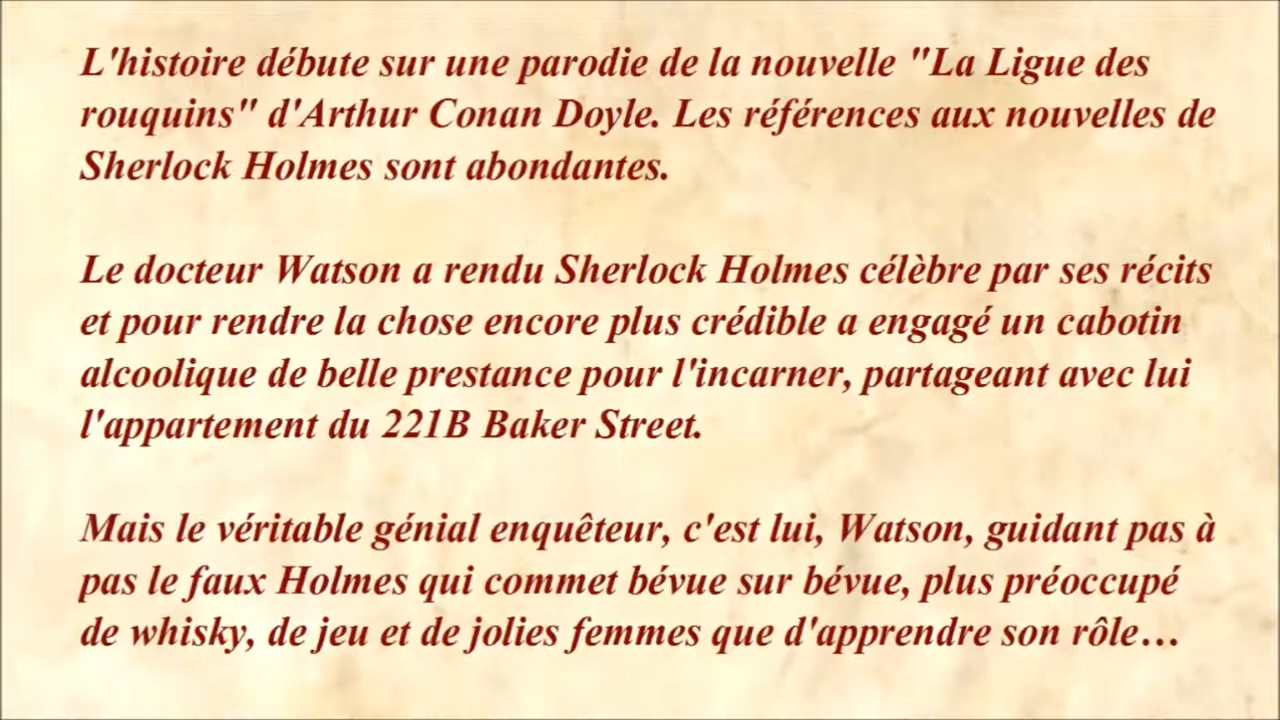 L'histoire débute sur une parodie de la nouvelle "La Ligue des
rouquins" d'Arthur Conan Doyle. Les références aux nouvelles de
Sherlock Holmes sont abondantes.
Le docteur Watson a rendu Sherlock Holmes célèbre par ses récits
et pour rendre la chose encore plus crédible a engagé un cabotin
alcoolique de belle prestance pour l'incarner, partageant avec lui
l'appartement du 221B Baker Street.
Mais le véritable génial enquêteur, c'est lui, Watson, guidant pas à
pas le faux Holmes qui commet bévue sur bévue, plus préoccupé
de whisky, de jeu et de jolies femmes que d'apprendre son rôle…